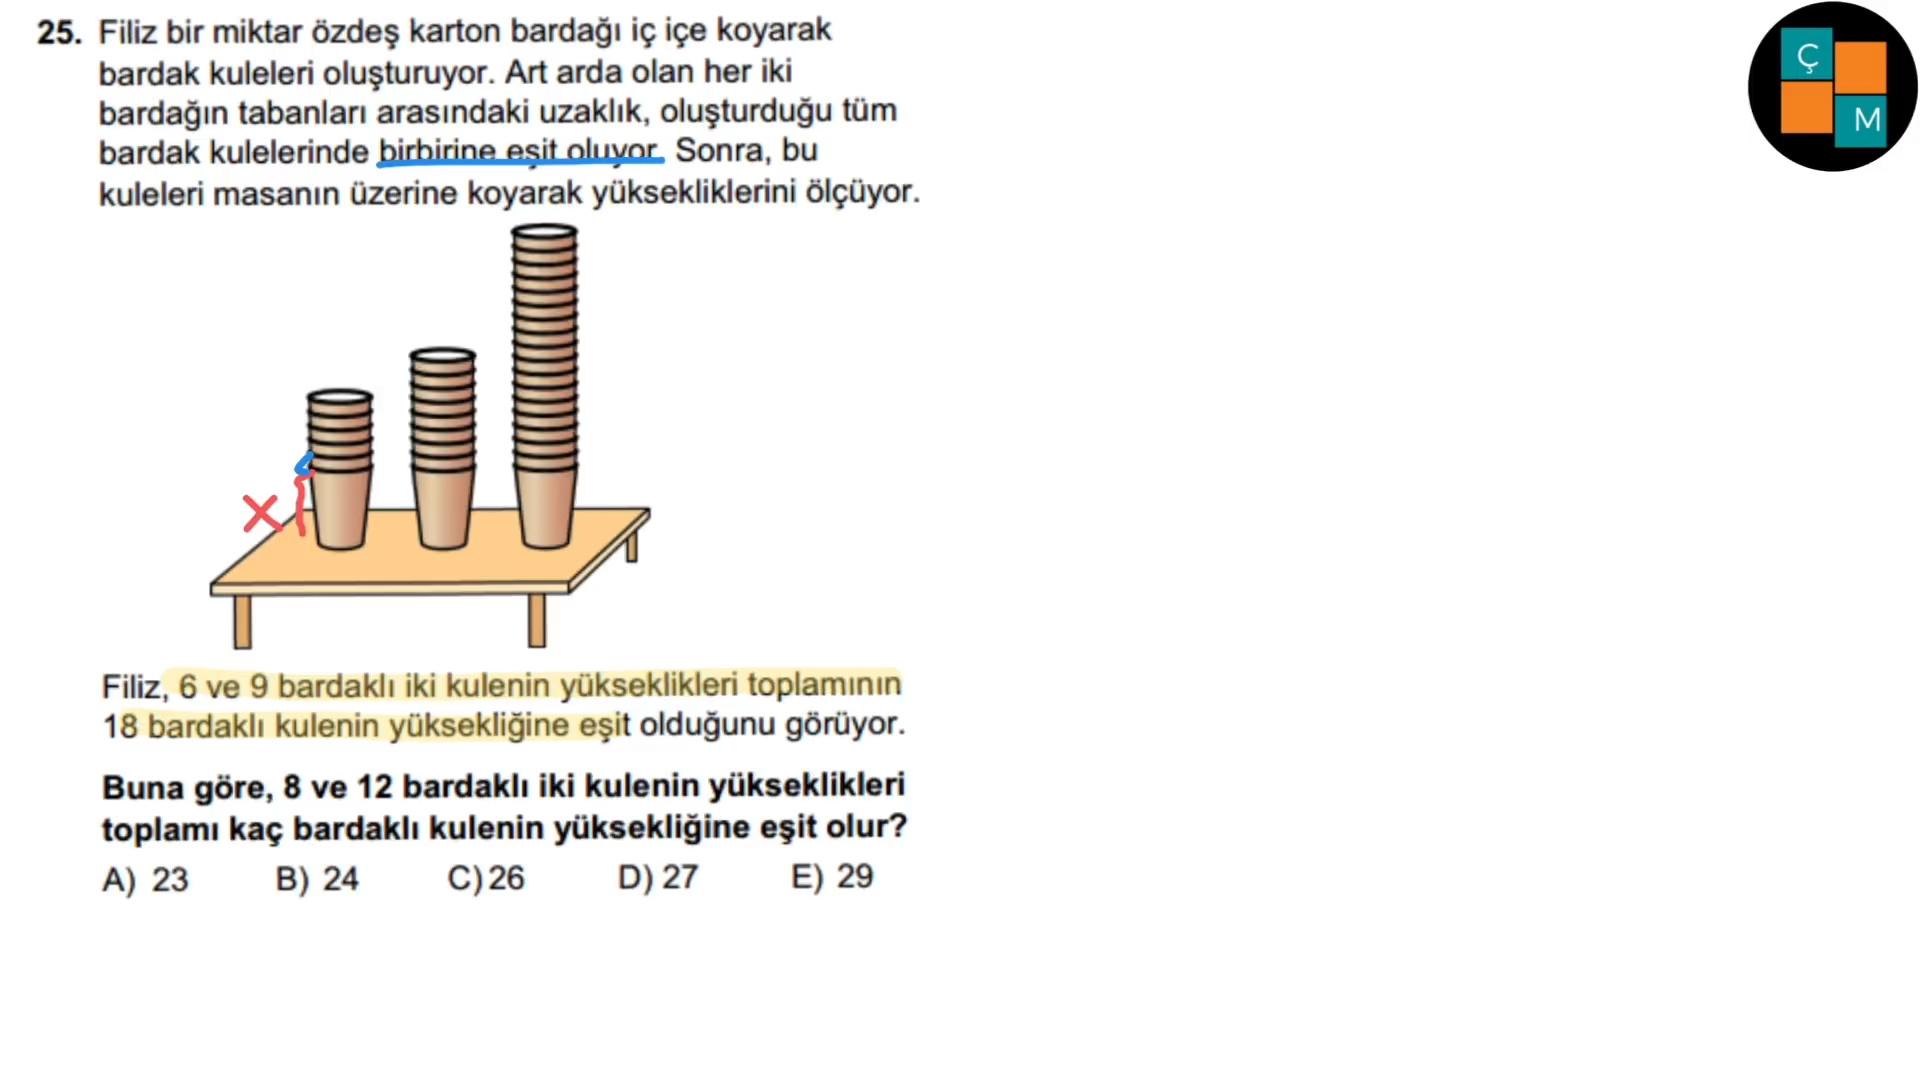 25. Filiz bir miktar özdeş karton bardağı iç içe koyarak
bardak kuleleri oluşturuyor. Art arda olan her iki
bardağın tabanları arasındaki uzaklık, oluşturduğu tüm
bardak kulelerinde birbirine eşit oluyor. Sonra, bu
kuleleri masanın üzerine koyarak yüksekliklerini ölçüyor.
Ç
M
X
Filiz, 6 ve 9 bardaklı iki kulenin yükseklikleri toplamının
18 bardaklı kulenin yüksekliğine eşit olduğunu görüyor.
Buna göre, 8 ve 12 bardaklı iki kulenin yükseklikleri
toplamı kaç bardaklı kulenin yüksekliğine eşit olur?
A) 23 B) 24 C) 26 D) 27 E) 29